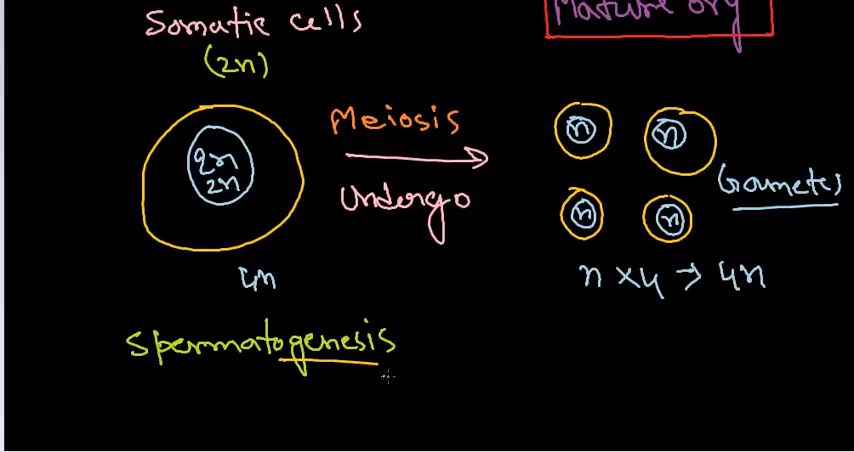 Somatic cells
Mature org
(2n)
Meiosis
Undergo
2n
2n
n
n
n
n
Gametes
4n
n x4 → 4n
Spermatogenesis